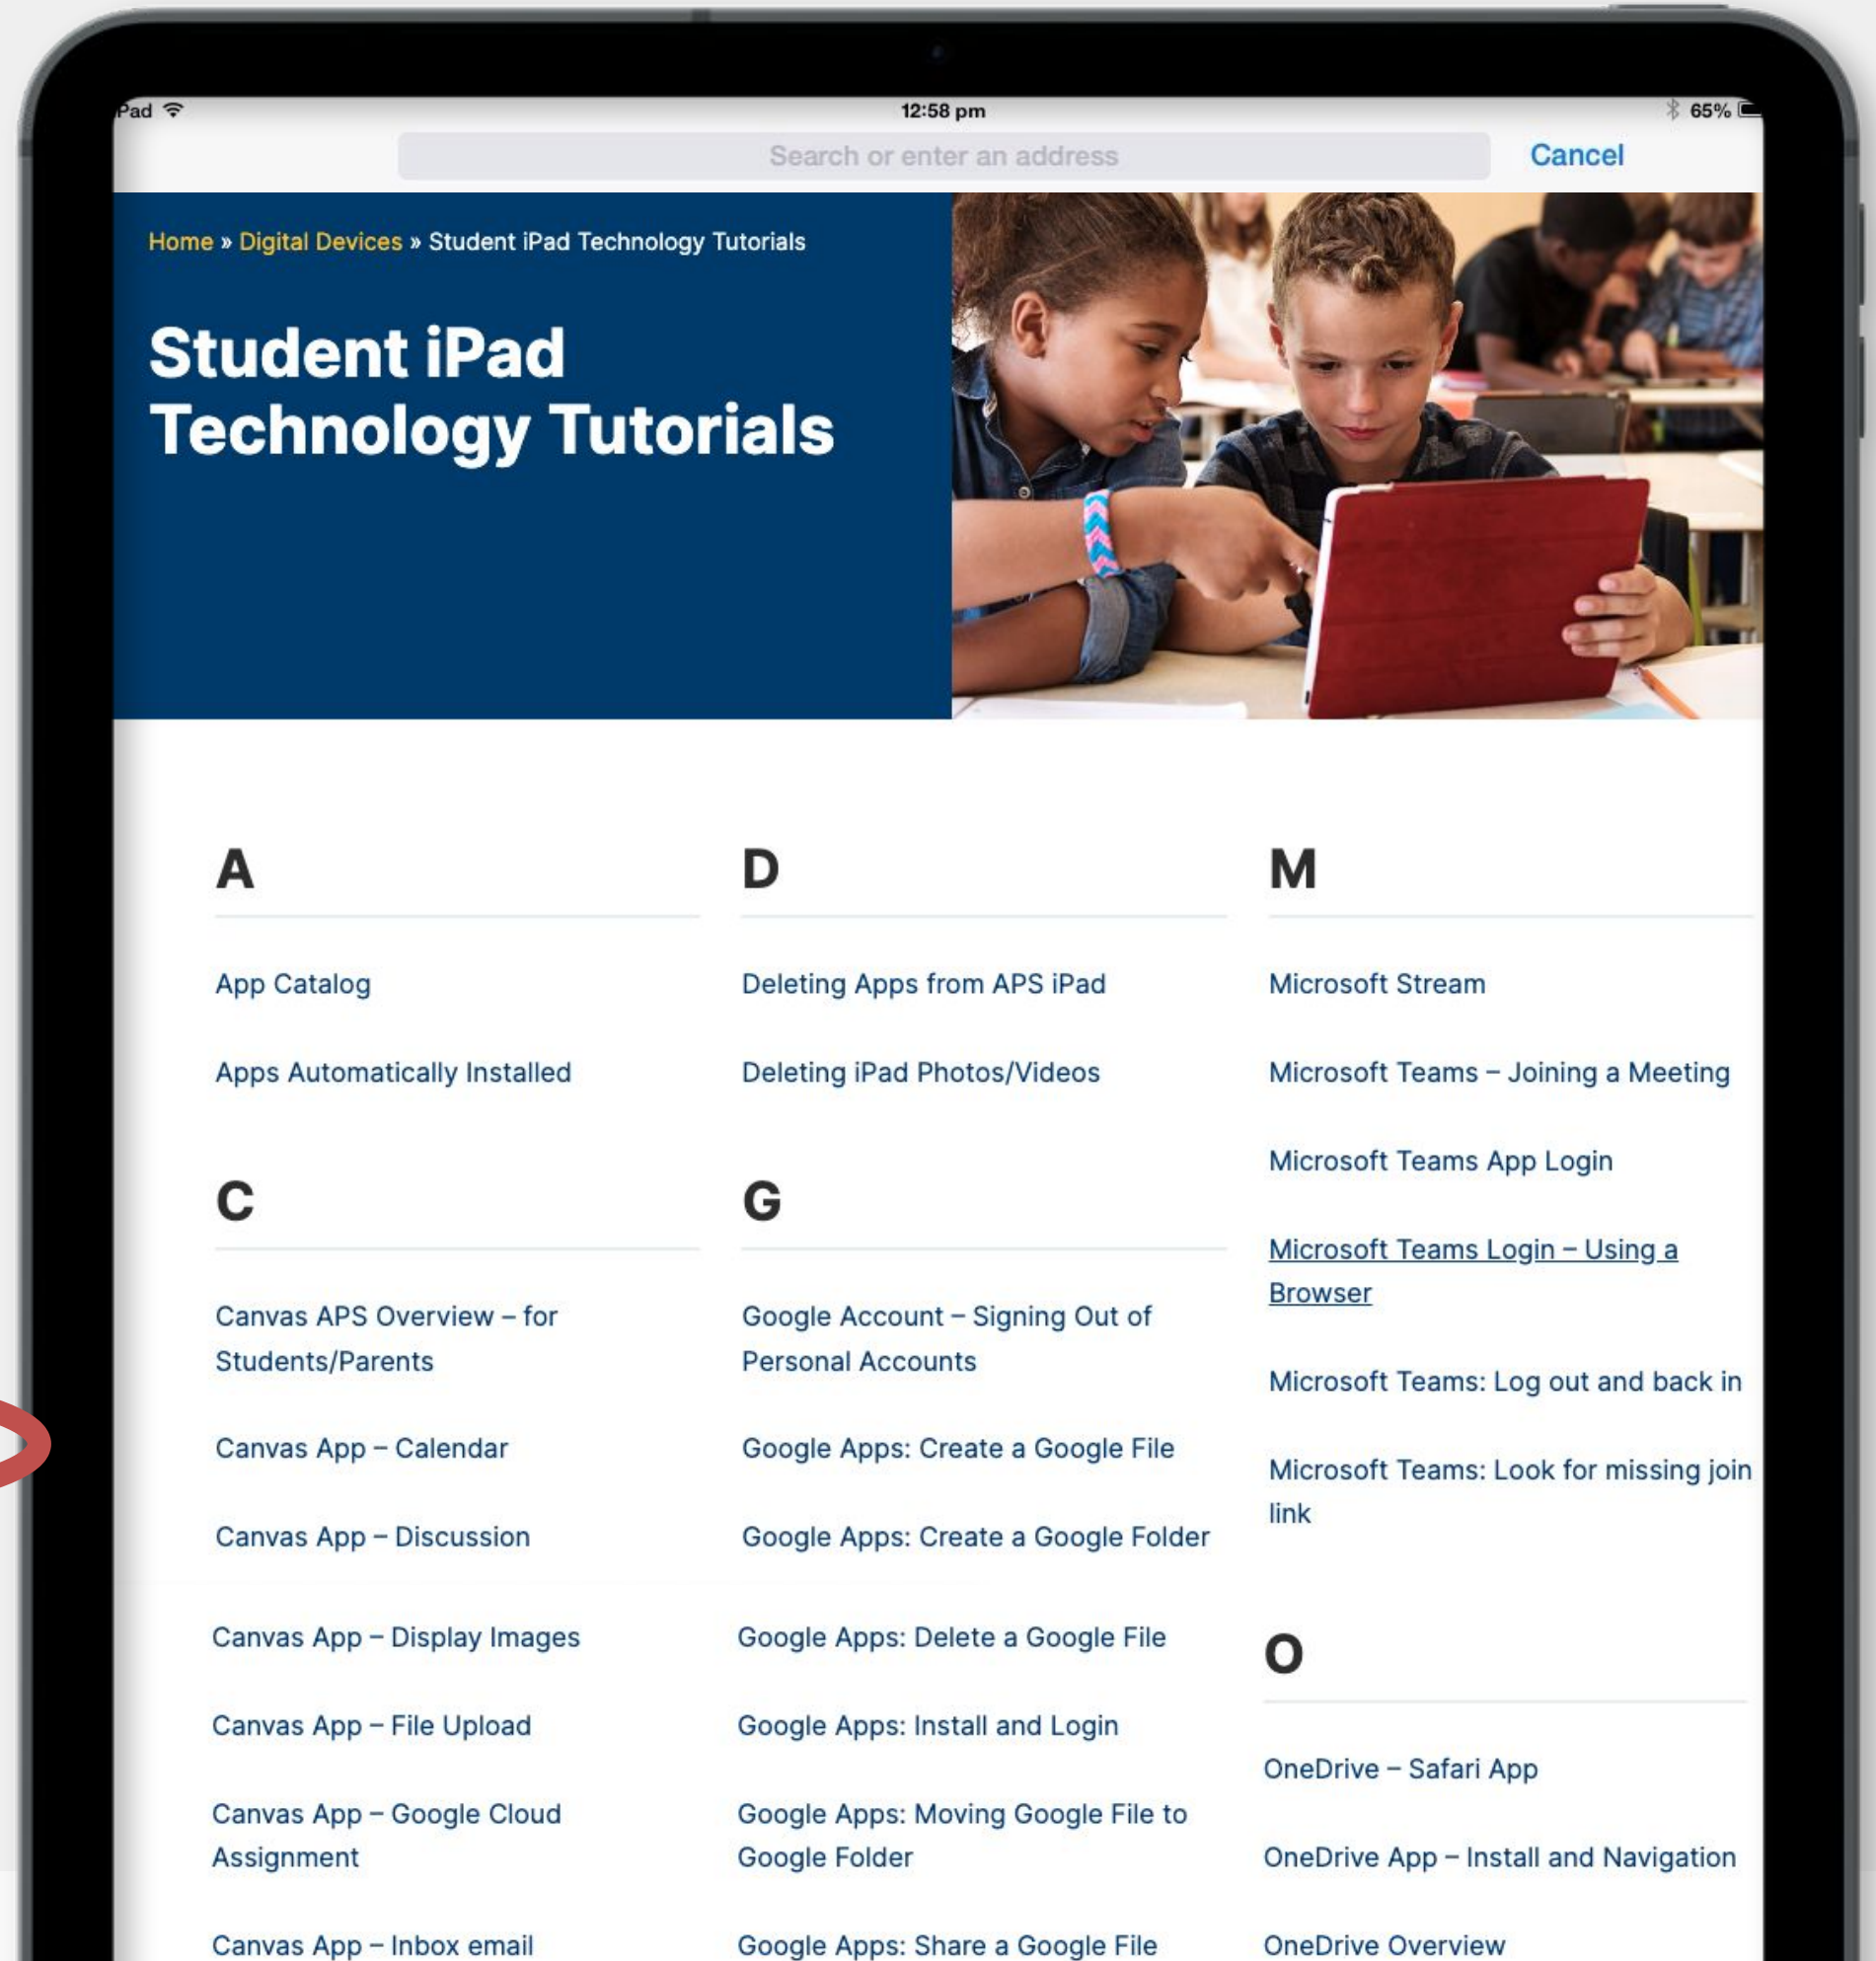 Pad
12:58 pm
65%
Search or enter an address
Cancel
Home » Digital Devices » Student iPad Technology Tutorials
Student iPad
Technology Tutorials
A
App Catalog
Apps Automatically Installed
C
Canvas APS Overview – for
Students/Parents
Canvas App – Calendar
Canvas App – Discussion
Canvas App – Display Images
Canvas App – File Upload
Canvas App – Google Cloud
Assignment
Canvas App – Inbox email
D
Deleting Apps from APS iPad
Deleting iPad Photos/Videos
G
Google Account – Signing Out of
Personal Accounts
Google Apps: Create a Google File
Google Apps: Create a Google Folder
Google Apps: Delete a Google File
Google Apps: Install and Login
Google Apps: Moving Google File to
Google Folder
Google Apps: Share a Google File
M
Microsoft Stream
Microsoft Teams – Joining a Meeting
Microsoft Teams App Login
Microsoft Teams Login – Using a
Browser
Microsoft Teams: Log out and back in
Microsoft Teams: Look for missing join
link
O
OneDrive – Safari App
OneDrive App – Install and Navigation
OneDrive Overview